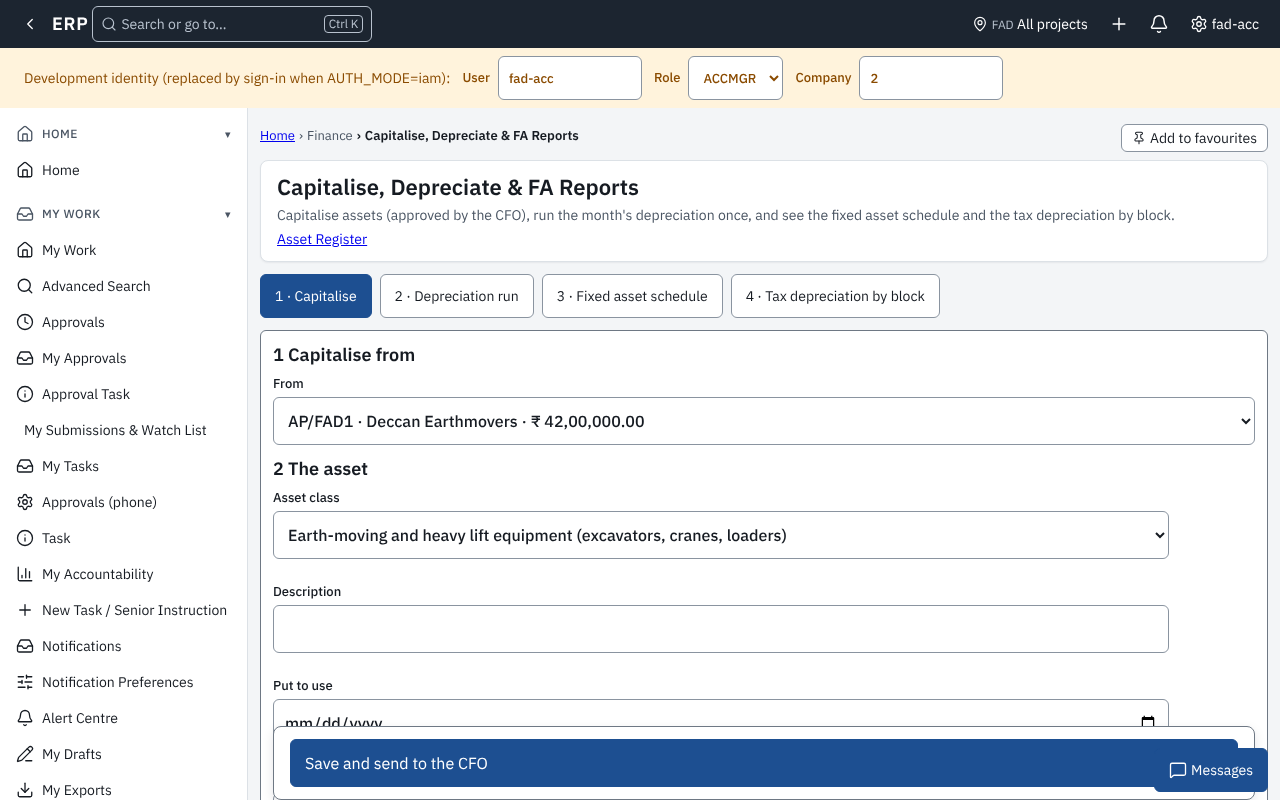 ERP
Search or go to...
Ctrl K
FAD All projects
fad-acc
Development identity (replaced by sign-in when AUTH_MODE=iam):
User
fad-acc
Role
ACCMGR
Company
2
HOME
Home
MY WORK
My Work
Advanced Search
Approvals
My Approvals
Approval Task
My Submissions & Watch List
My Tasks
Approvals (phone)
Task
My Accountability
New Task / Senior Instruction
Notifications
Notification Preferences
Alert Centre
My Drafts
My Exports
Home › Finance › Capitalise, Depreciate & FA Reports
Add to favourites
Capitalise, Depreciate & FA Reports
Capitalise assets (approved by the CFO), run the month's depreciation once, and see the fixed asset schedule and the tax depreciation by block.
Asset Register
1 · Capitalise
2 · Depreciation run
3 · Fixed asset schedule
4 · Tax depreciation by block
1 Capitalise from
From
AP/FAD1 · Deccan Earthmovers · ₹ 42,00,000.00
2 The asset
Asset class
Earth-moving and heavy lift equipment (excavators, cranes, loaders)
Description
Put to use
mm/dd/yyyy
Save and send to the CFO
Messages